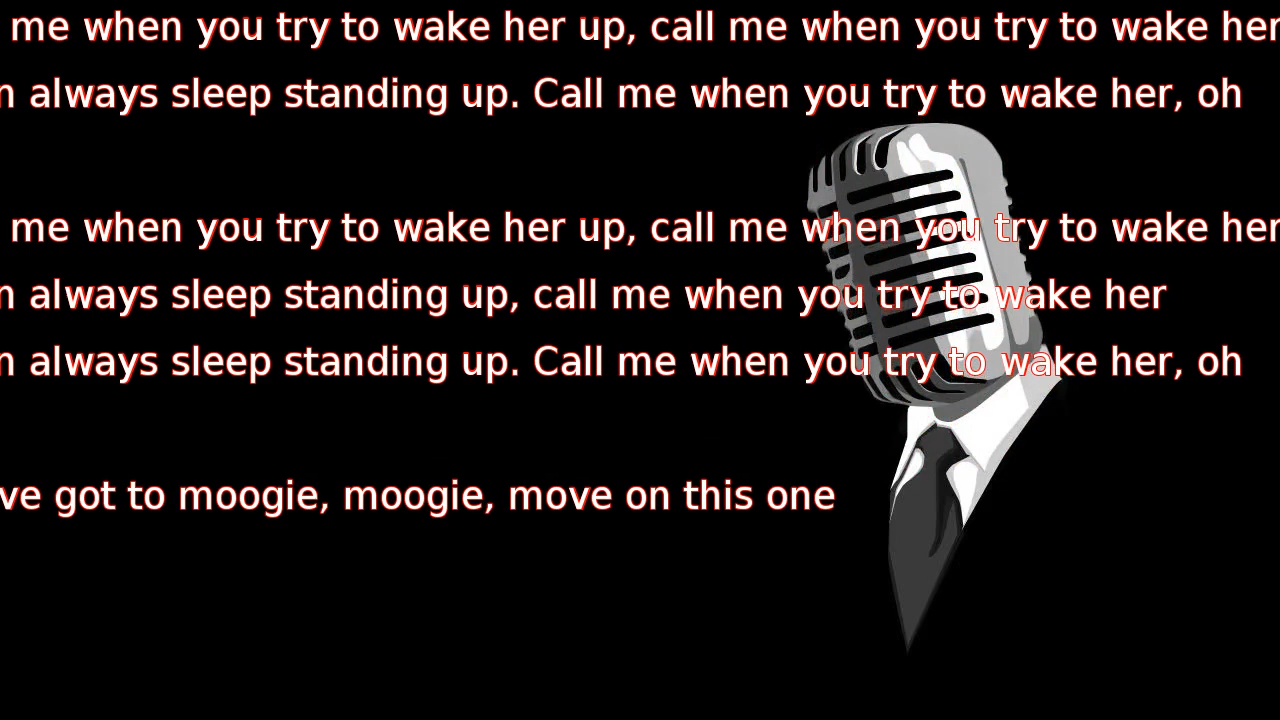 me when you try to wake her up, call me when you try to wake her
always sleep standing up. Call me when you try to wake her, oh
me when you try to wake her up, call me when you try to wake her
always sleep standing up, call me when you try to wake her
always sleep standing up. Call me when you try to wake her, oh
ve got to moogie, moogie, move on this one